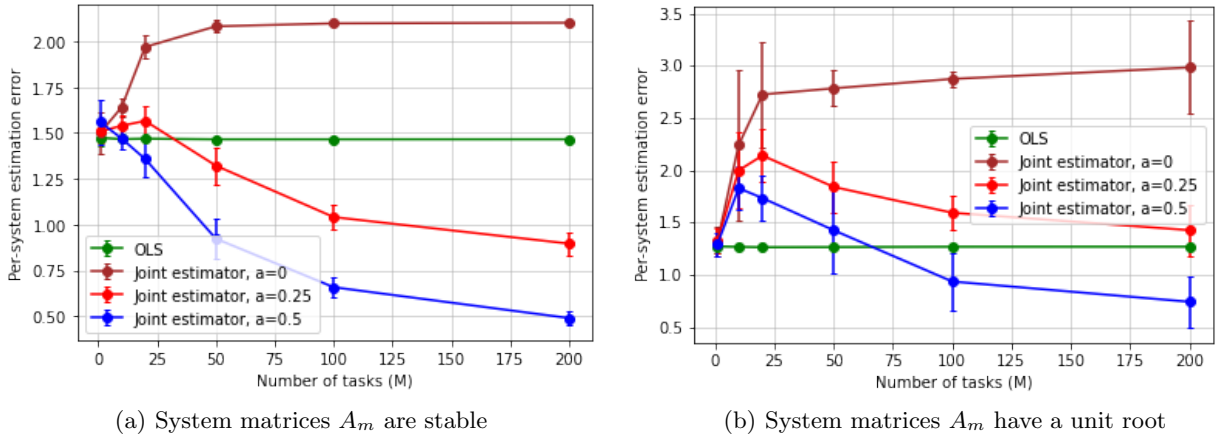 2.00
1.75
1.50
1.25
1.00
0.75
0.50
Per-system estimation error
OLS
Joint estimator, a=0
Joint estimator, a=0.25
Joint estimator, a=0.5
0
25
50
75
100
125
150
175
200
Number of tasks (M)
(a) System matrices A_m are stable
3.5
3.0
2.5
2.0
1.5
1.0
0.5
Per-system estimation error
OLS
Joint estimator, a=0
Joint estimator, a=0.25
Joint estimator, a=0.5
0
25
50
75
100
125
150
175
200
Number of tasks (M)
(b) System matrices A_m have a unit root